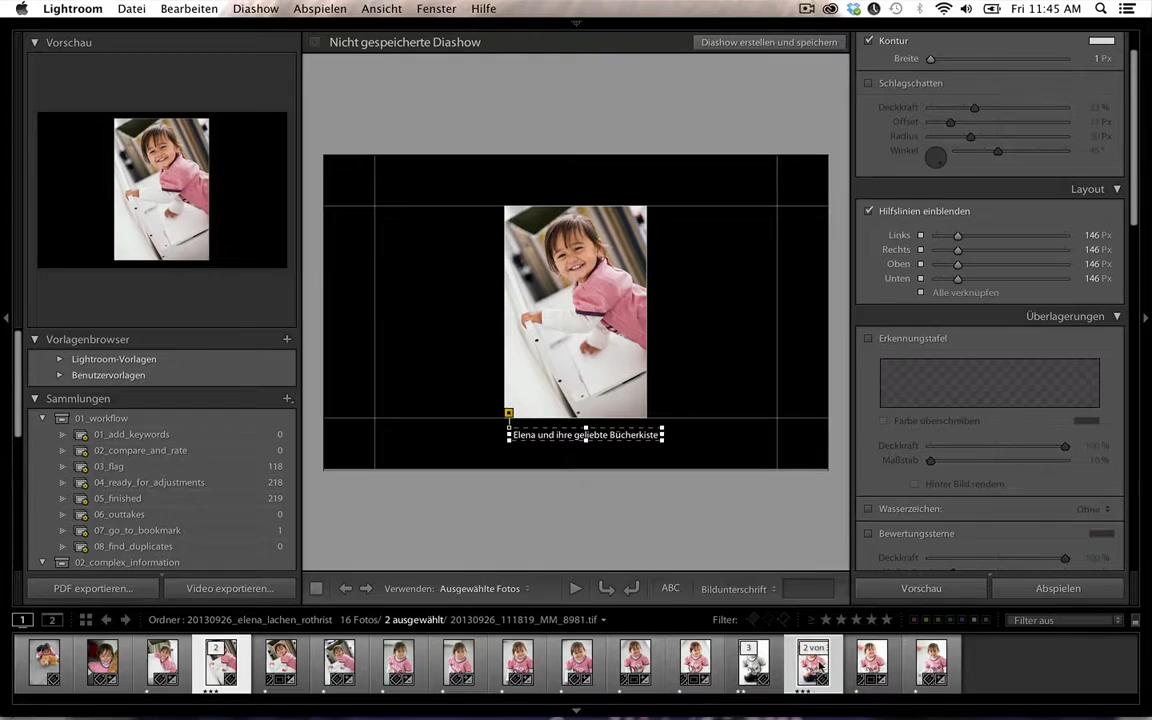 Lightroom Datei Bearbeiten Diashow Abspielen Ansicht Fenster Hilfe Fri 11:45 AM
Vorschau
Nicht gespeicherte Diashow
Diashow erstellen und speichern
Kontur
Breite 1 Px
Schlagschatten
Deckkraft 33 %
Offset
Radius
Winkel
Layout
Hilfslinien einblenden
Links 146 Px
Rechts 146 Px
Oben 146 Px
Unten 146 Px
Alle verknüpfen
Überlagerungen
Erkennungstafel
Farbe überschreiben
Deckkraft 100 %
Maßstab 10 %
Hinter Bild rendern
Wasserzeichen: Ohne
Bewertungssterne
Deckkraft 100 %
Vorlagenbrowser
Lightroom-Vorlagen
Benutzervorlagen
Sammlungen
01_workflow
01_add_keywords 0
02_compare_and_rate 0
03_flag 118
04_ready_for_adjustments 218
05_finished 219
06_outtakes 0
07_go_to_bookmark 1
08_find_duplicates 0
02_complex_information
Elena und ihre geliebte Bücherkiste
PDF exportieren... Video exportieren...
Verwenden: Ausgewählte Fotos
ABC Bildunterschrift
Vorschau Abspielen
1 2 Ordner : 20130926_elena_lachen_rothrist 16 Fotos/ 2 ausgewählt/ 20130926_111819_MM_8981.tif
Filter: Filter aus
2 3 2 von